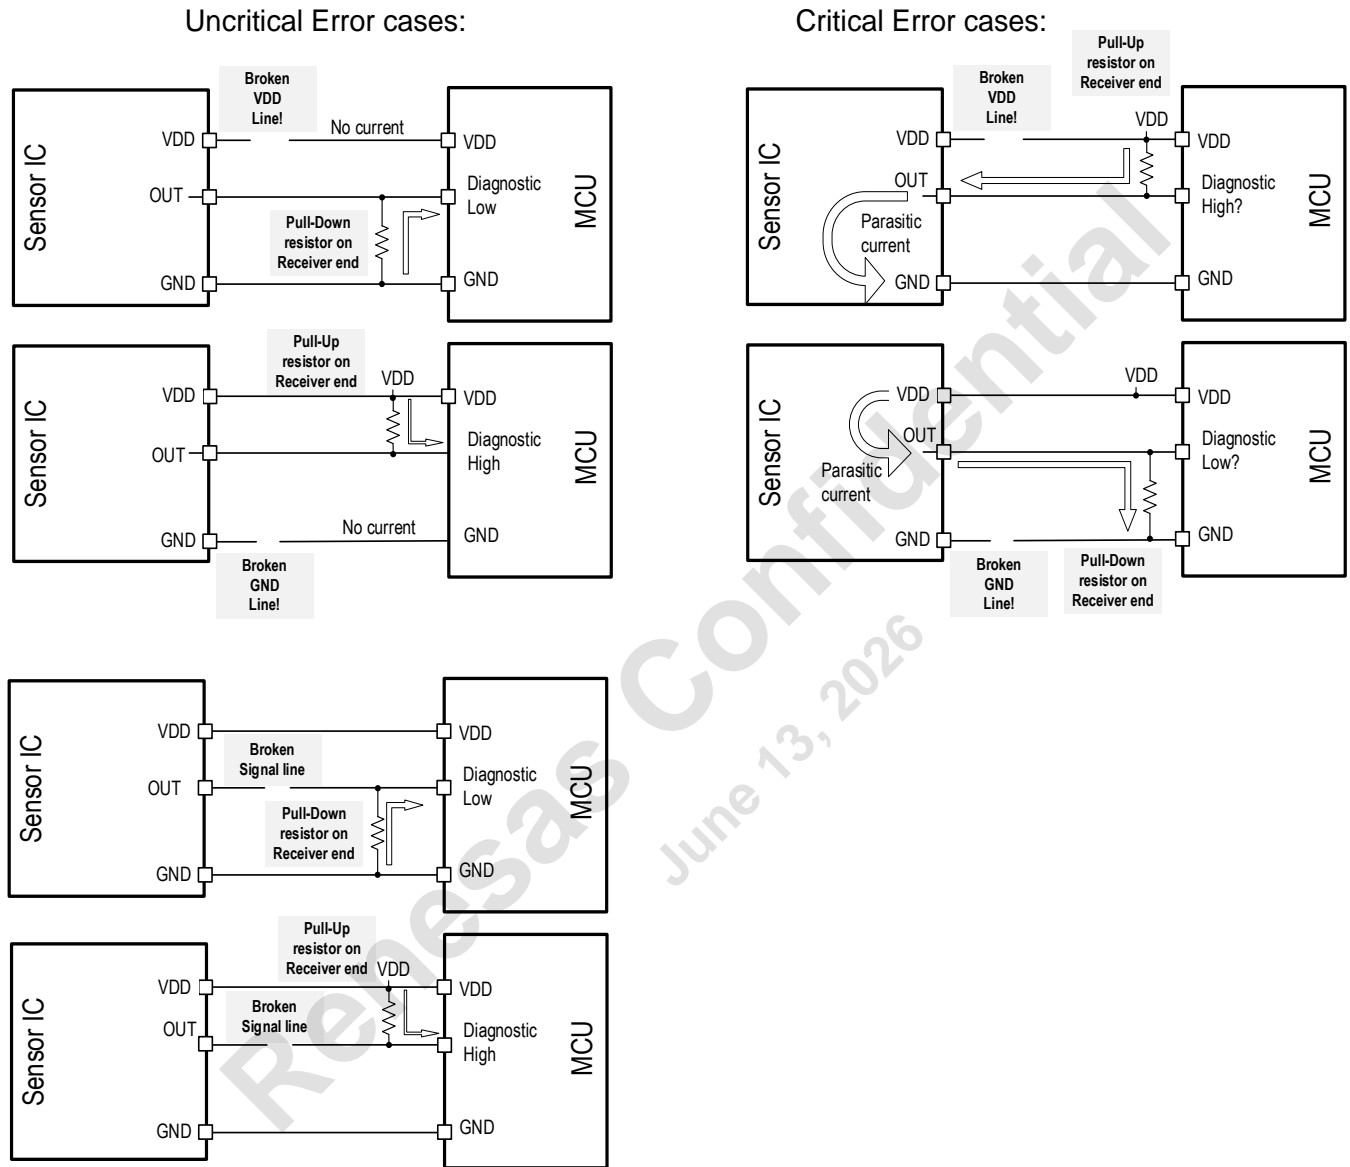 Uncritical Error cases:
Critical Error cases:
Broken
VDD
Line!
No current
Sensor IC
VDD
OUT
GND
Pull-Down
resistor on
Receiver end
VDD
Diagnostic
Low
GND
MCU
Pull-Up
resistor on
Receiver end
Broken
VDD
Line!
VDD
Sensor IC
VDD
OUT
Parasitic
current
GND
VDD
Diagnostic
High?
GND
MCU
Pull-Up
resistor on
Receiver end
VDD
Sensor IC
VDD
OUT
GND
No current
Broken
GND
Line!
VDD
Diagnostic
High
GND
MCU
VDD
Sensor IC
VDD
OUT
Parasitic
current
GND
Broken
GND
Line!
Pull-Down
resistor on
Receiver end
VDD
Diagnostic
Low?
GND
MCU
Sensor IC
VDD
OUT
GND
Broken
Signal line
Pull-Down
resistor on
Receiver end
VDD
Diagnostic
Low
GND
MCU
Pull-Up
resistor on
Receiver end
VDD
Sensor IC
VDD
OUT
GND
Broken
Signal line
VDD
Diagnostic
High
GND
MCU
Renesas Confidential
June 13, 2026